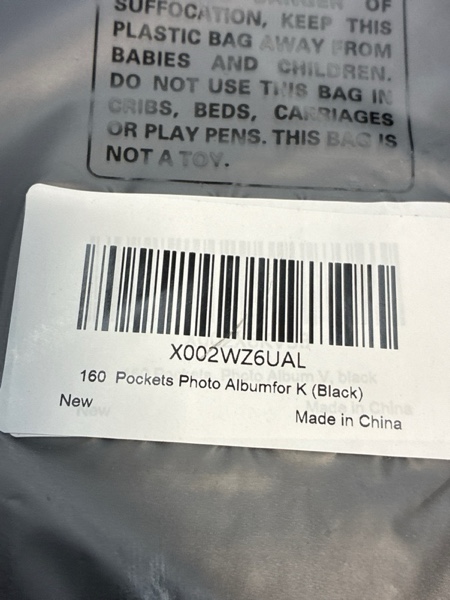 OF
SUFFOCATION, KEEP THIS
PLASTIC BAG AWAY FROM
BABIES AND CHILDREN.
DO NOT USE THIS BAG IN
CRIBS, BEDS, CARRIAGES
OR PLAY PENS. THIS BAG IS
NOT A TOY.
X002WZ6UAL
160 Pockets Photo Albumfor K (Black)
New
Made in China